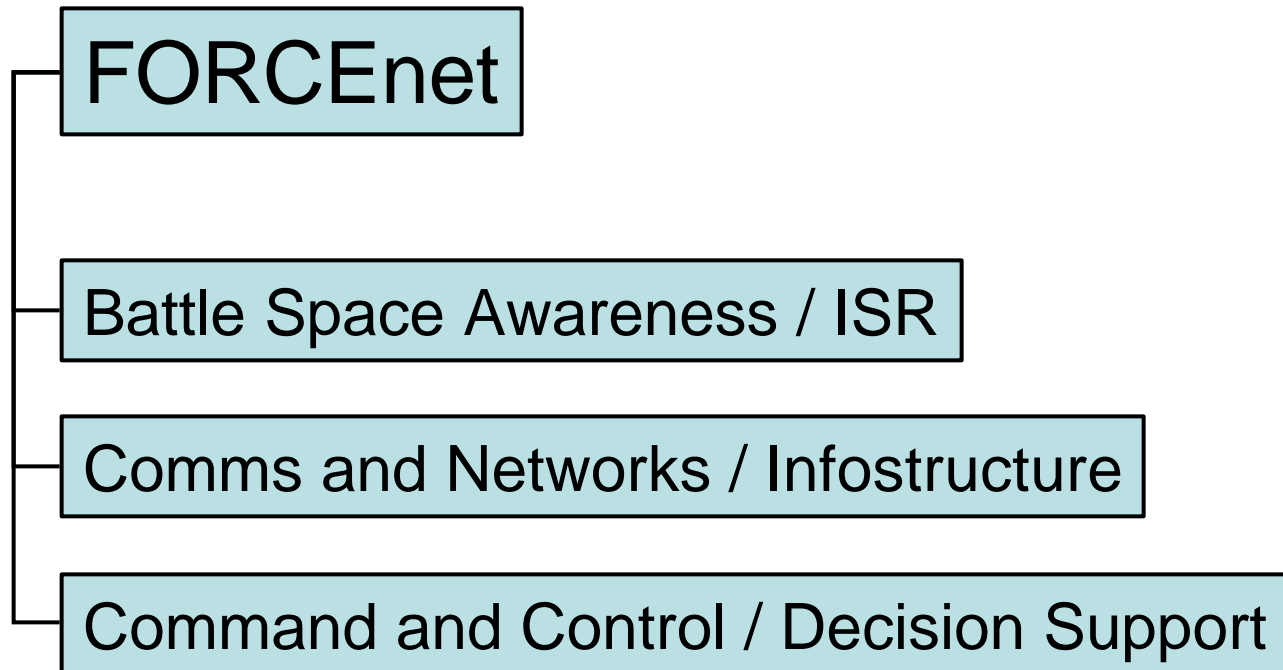 FORCEnet
Battle Space Awareness / ISR
Comms and Networks / Infostructure
Command and Control / Decision Support